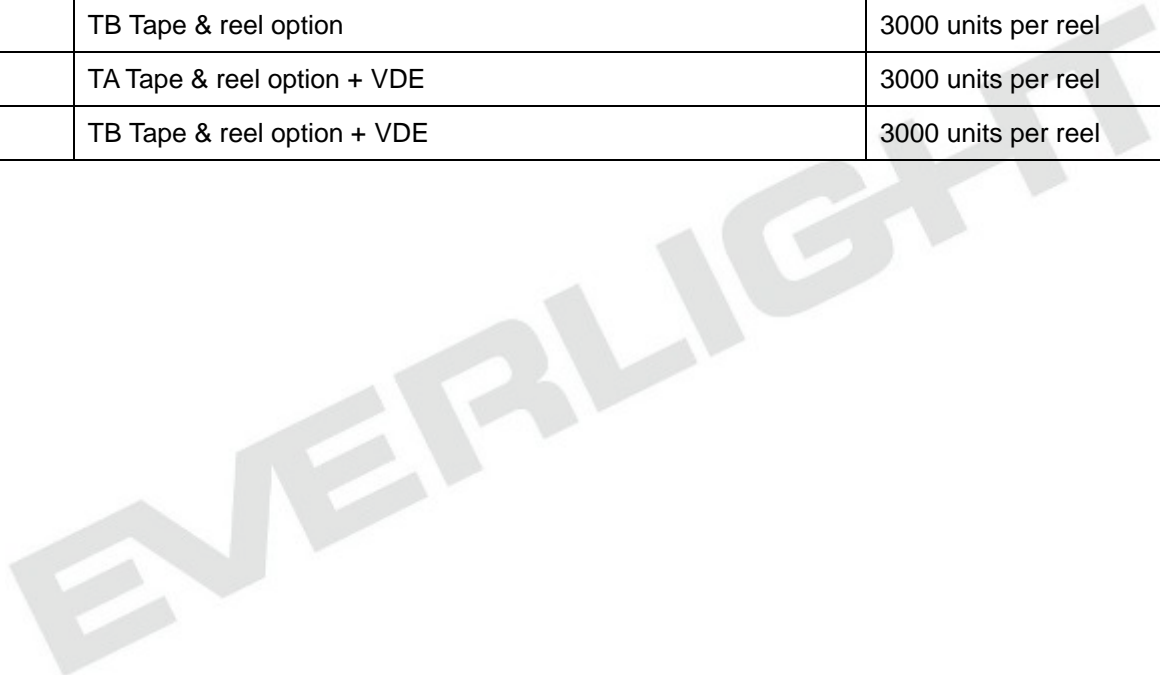 TB Tape & reel option 3000 units per reel
TA Tape & reel option + VDE 3000 units per reel
TB Tape & reel option + VDE 3000 units per reel
EVERLIGHT